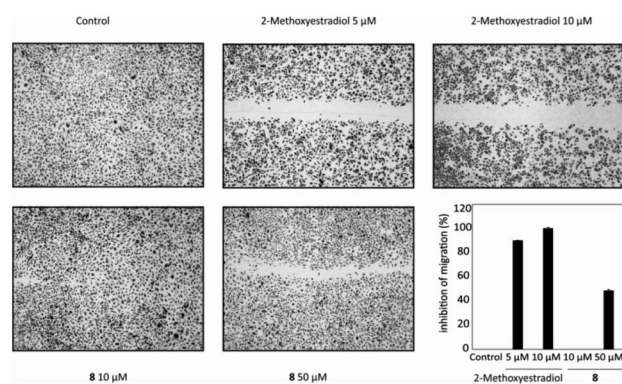 Control
2-Methoxyestradiol 5 µM
2-Methoxyestradiol 10 µM
120
100
80
60
40
20
0
inhibition of migration (%)
Control 5 µM 10 µM 10 µM 50 µM
2-Methoxyestradiol 8
8 10 µM
8 50 µM